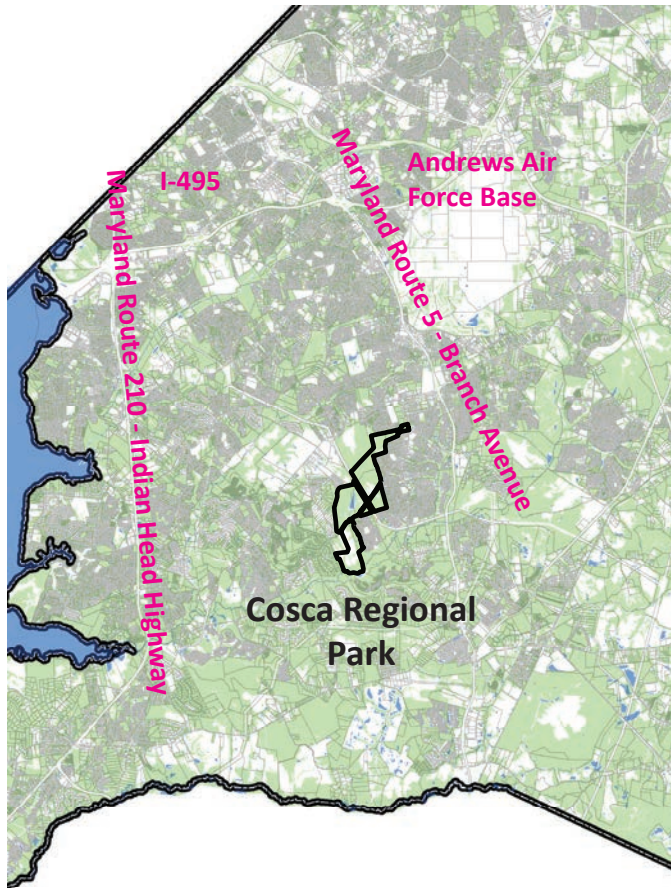 I-495
Andrews Air
Force Base
Maryland Route 5 - Branch Avenue
Maryland Route 210 - Indian Head Highway
Cosca Regional
Park